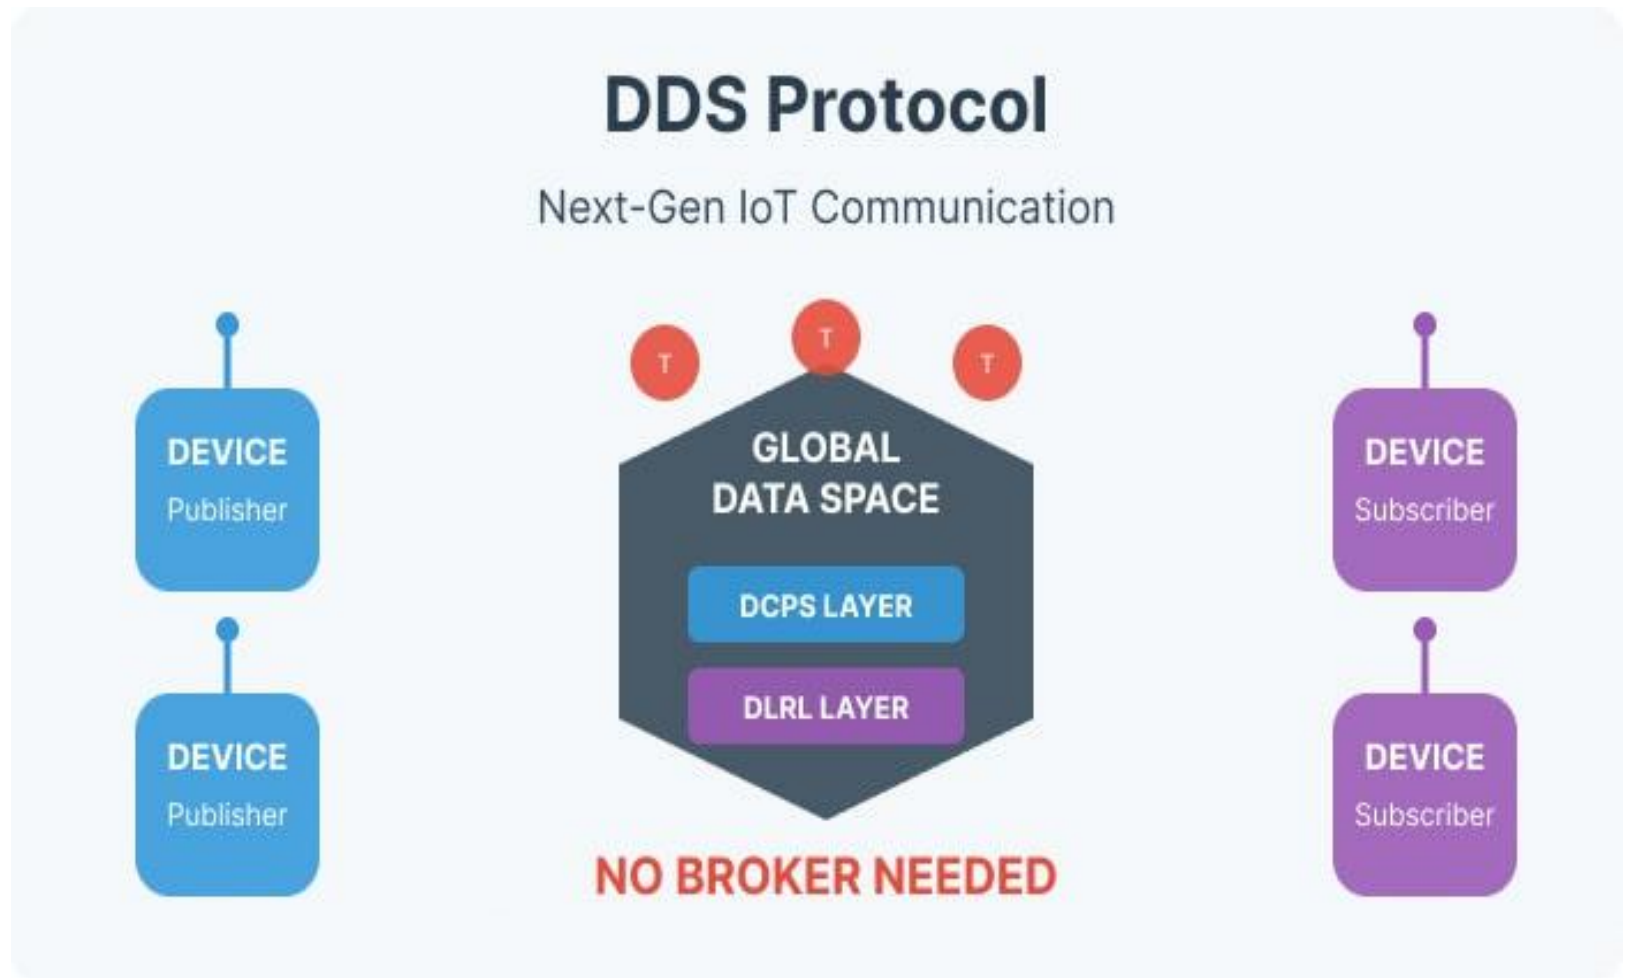 DDS Protocol
Next-Gen IoT Communication
T
T
T
DEVICE
Publisher
GLOBAL
DATA SPACE
DCPS LAYER
DLRL LAYER
DEVICE
Subscriber
DEVICE
Publisher
DEVICE
Subscriber
NO BROKER NEEDED